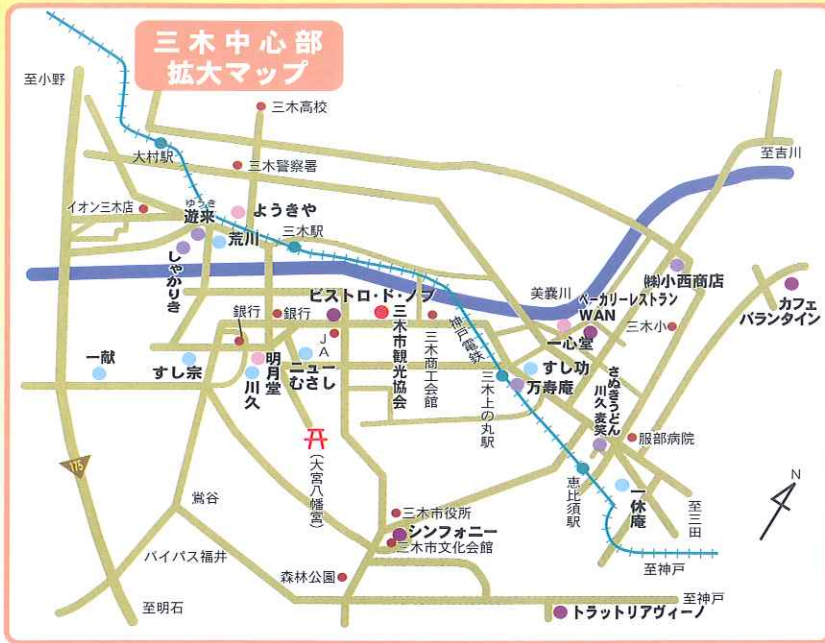 三木中心部
拡大マップ
至小野
三木高校
大村駅
三木警察署
至吉川
イオン三木店
ゆうき
遊来
ようきや
荒川
三木駅
しゃかりき
美嚢川
㈱小西商店
ベーカリーレストラン
WAN
カフェ
バランタイン
銀行
銀行
ビストロ・ド・ノブ
JA
三木市観光協会
三木商工会館
神戸電鉄
一心堂
三木小
一献
すし宗
明月堂
川久
ニュー
むさし
三木上の丸駅
すし功
万寿庵
さぬきうどん
川久 麦笑
服部病院
175
(大宮八幡宮)
鴬谷
三木市役所
シンフォニー
三木市文化会館
恵比須駅
一休庵
至三田
バイパス福井
森林公園
至神戸
至明石
至神戸
トラットリアヴィーノ
N